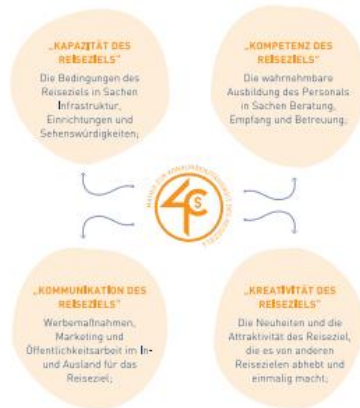 „KAPAZITÄT DES
REISEZIELS"
Die Bedingungen des
Reiseziels in Sachen
Infrastruktur,
Einrichtungen und
Sehenswürdigkeiten;
„KOMPETENZ DES
REISEZIELS"
Die wahrnehmbare
Ausbildung des Personals
in Sachen Beratung,
Empfang und Betreuung;
4Cs
„KOMMUNIKATION DES
REISEZIELS"
Werbemaßnahmen,
Marketing und
Öffentlichkeitsarbeit im In-
und Ausland für das
Reiseziel;
„KREATIVITÄT DES
REISEZIELS"
Die Neuheiten und die
Attraktivität des Reiseziel,
die es von anderen
Reisezielen abhebt und
einmalig macht;